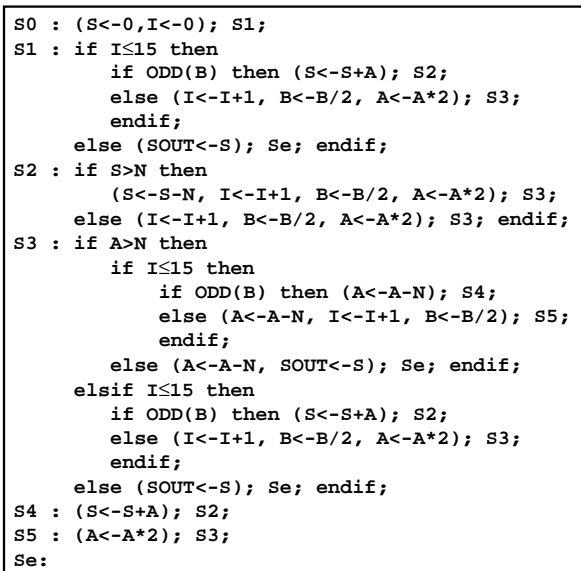 S0 : (S<-0,I<-0); S1;
S1 : if I≤15 then
if ODD(B) then (S<-S+A); S2;
else (I<-I+1, B<-B/2, A<-A*2); S3;
endif;
else (SOUT<-S); Se; endif;
S2 : if S>N then
(S<-S-N, I<-I+1, B<-B/2, A<-A*2); S3;
else (I<-I+1, B<-B/2, A<-A*2); S3; endif;
S3 : if A>N then
if I≤15 then
if ODD(B) then (A<-A-N); S4;
else (A<-A-N, I<-I+1, B<-B/2); S5;
endif;
else (A<-A-N, SOUT<-S); Se; endif;
elsif I≤15 then
if ODD(B) then (S<-S+A); S2;
else (I<-I+1, B<-B/2, A<-A*2); S3;
endif;
else (SOUT<-S); Se; endif;
S4 : (S<-S+A); S2;
S5 : (A<-A*2); S3;
Se: